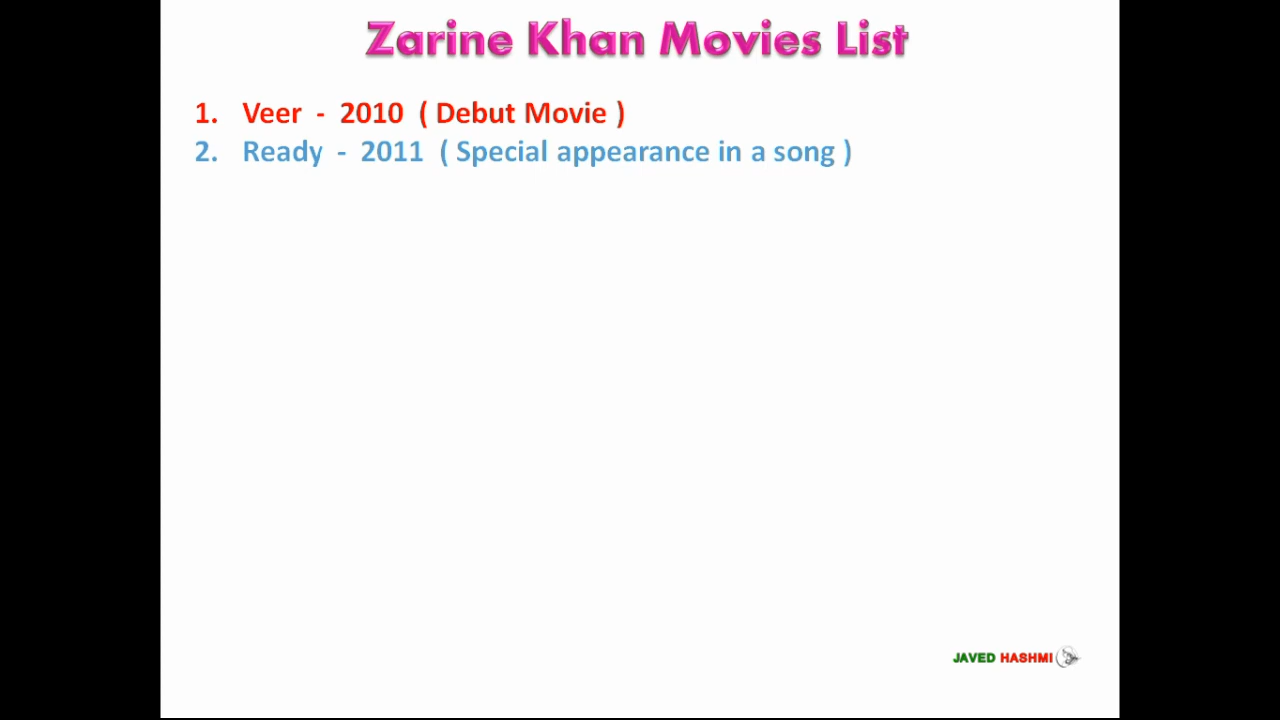 Zarine Khan Movies List
1. Veer - 2010 ( Debut Movie )
2. Ready - 2011 ( Special appearance in a song )
JAVED HASHMI